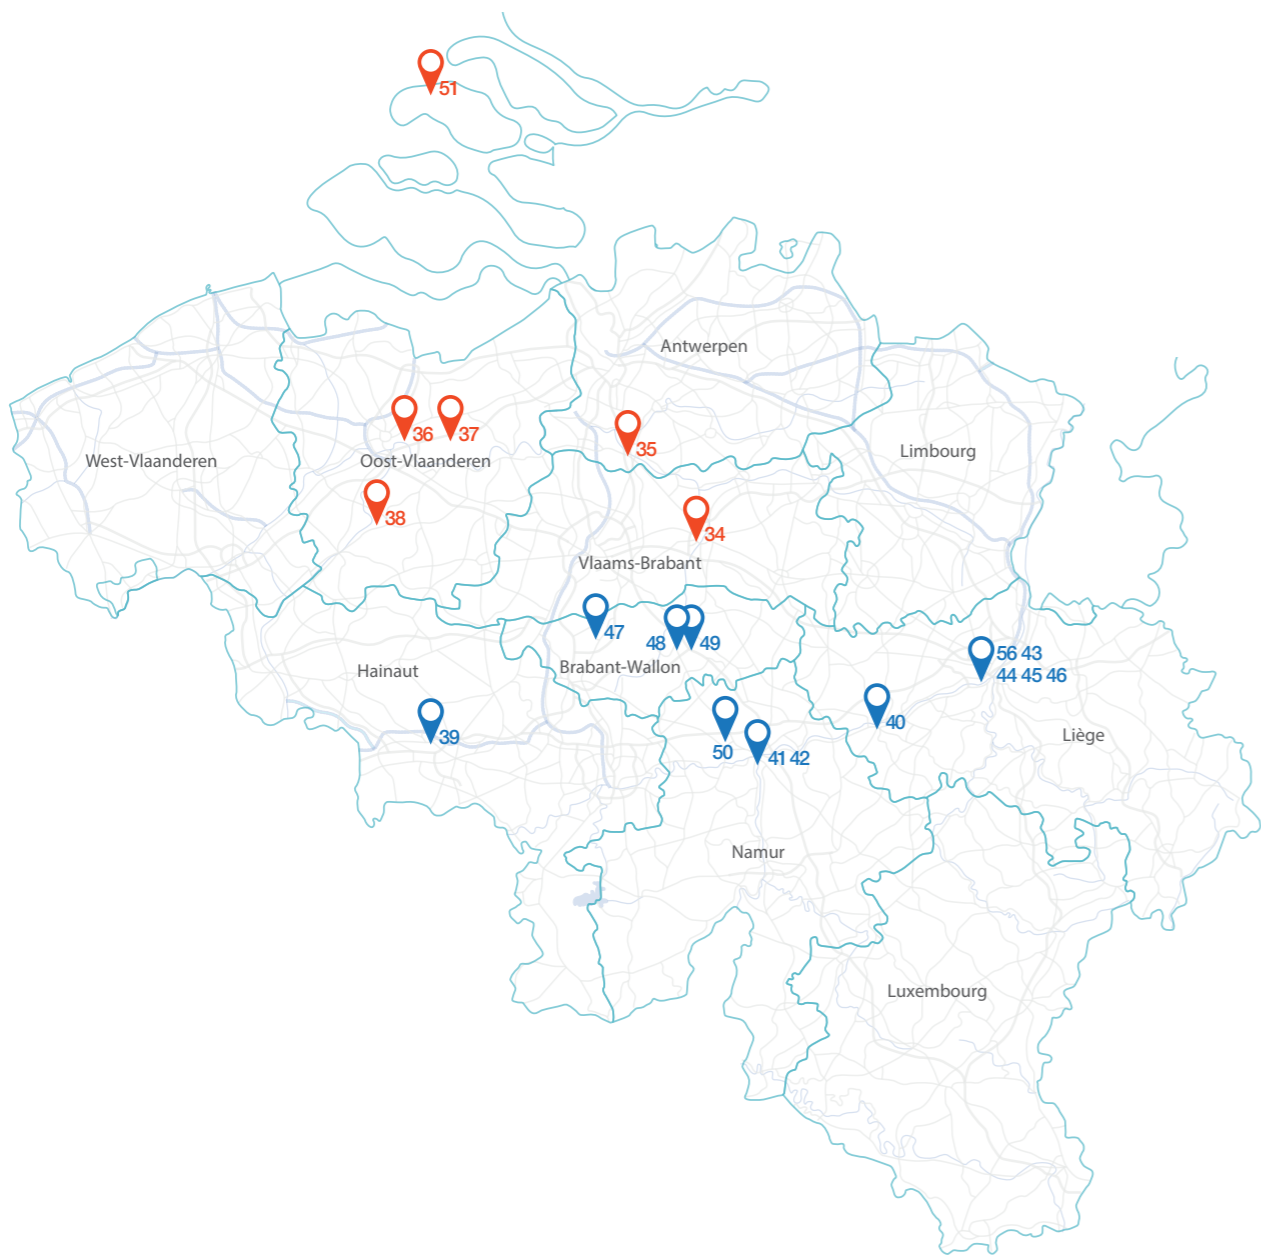 51
Antwerpen
36
37
35
West-Vlaanderen
Oost-Vlaanderen
Limbourg
38
34
Vlaams-Brabant
47
48
49
56 43
44 45 46
Hainaut
Brabant-Wallon
40
39
Liège
50
41 42
Namur
Luxembourg